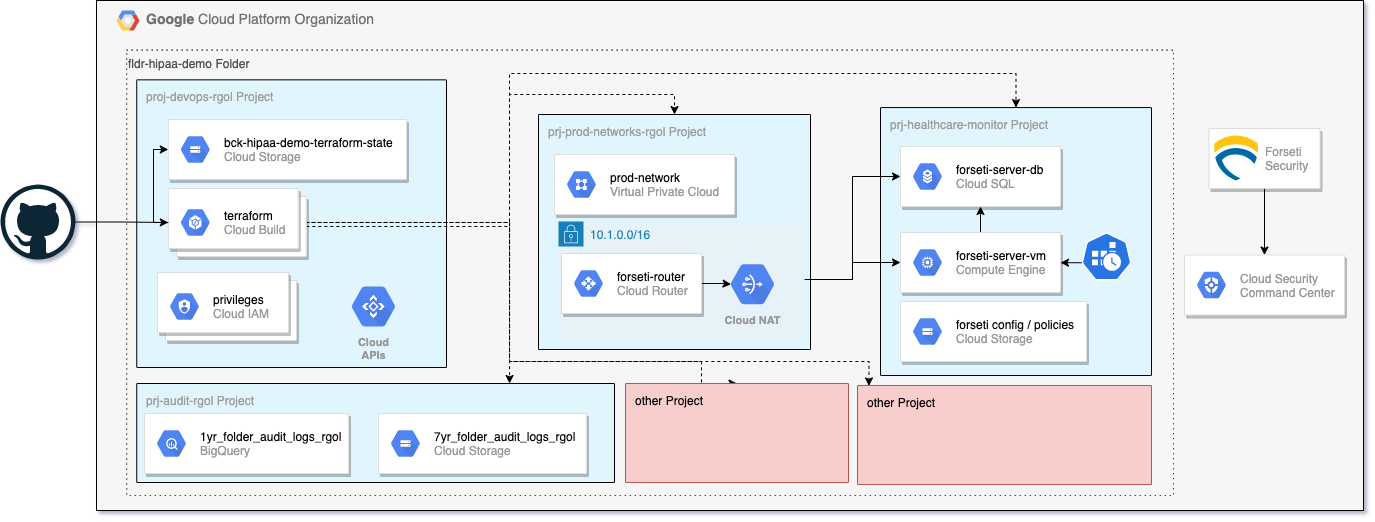 Google Cloud Platform Organization
fldr-hipaa-demo Folder
proj-devops-rgol Project
bck-hipaa-demo-terraform-state
Cloud Storage
terraform
Cloud Build
privileges
Cloud IAM
Cloud
APIs
prj-prod-networks-rgol Project
prod-network
Virtual Private Cloud
10.1.0.0/16
forseti-router
Cloud Router
Cloud NAT
prj-healthcare-monitor Project
forseti-server-db
Cloud SQL
forseti-server-vm
Compute Engine
forseti config / policies
Cloud Storage
Forseti
Security
Cloud Security
Command Center
prj-audit-rgol Project
1yr_folder_audit_logs_rgol
BigQuery
7yr_folder_audit_logs_rgol
Cloud Storage
other Project
other Project